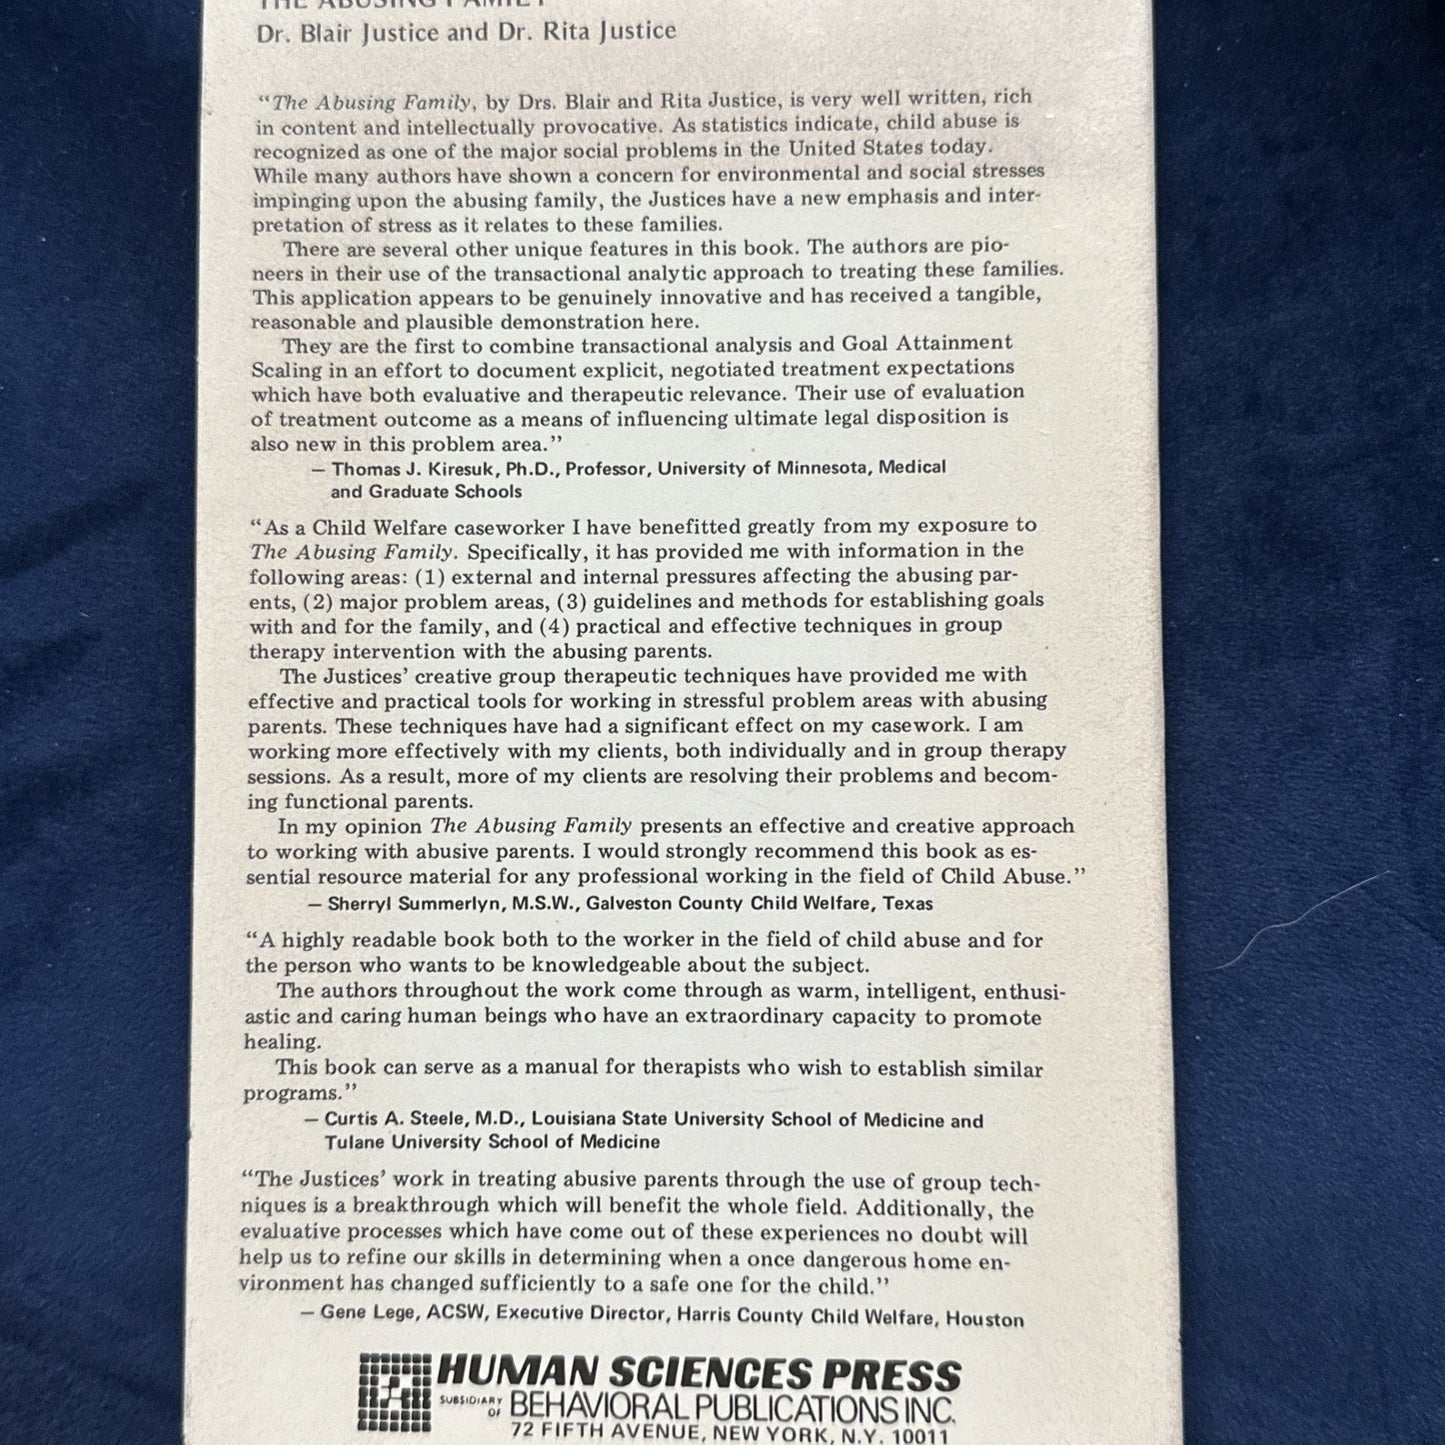 THE ABUSING FAMILY
Dr. Blair Justice and Dr. Rita Justice
“The Abusing Family, by Drs. Blair and Rita Justice, is very well written, rich
in content and intellectually provocative. As statistics indicate, child abuse is
recognized as one of the major social problems in the United States today.
While many authors have shown a concern for environmental and social stresses
impinging upon the abusing family, the Justices have a new emphasis and inter-
pretation of stress as it relates to these families.
There are several other unique features in this book. The authors are pio-
neers in their use of the transactional analytic approach to treating these families.
This application appears to be genuinely innovative and has received a tangible,
reasonable and plausible demonstration here.
They are the first to combine transactional analysis and Goal Attainment
Scaling in an effort to document explicit, negotiated treatment expectations
which have both evaluative and therapeutic relevance. Their use of evaluation
of treatment outcome as a means of influencing ultimate legal disposition is
also new in this problem area.”
— Thomas J. Kiresuk, Ph.D., Professor, University of Minnesota, Medical
and Graduate Schools
“As a Child Welfare caseworker I have benefitted greatly from my exposure to
The Abusing Family. Specifically, it has provided me with information in the
following areas: (1) external and internal pressures affecting the abusing par-
ents, (2) major problem areas, (3) guidelines and methods for establishing goals
with and for the family, and (4) practical and effective techniques in group
therapy intervention with the abusing parents.
The Justices’ creative group therapeutic techniques have provided me with
effective and practical tools for working in stressful problem areas with abusing
parents. These techniques have had a significant effect on my casework. I am
working more effectively with my clients, both individually and in group therapy
sessions. As a result, more of my clients are resolving their problems and becom-
ing functional parents.
In my opinion The Abusing Family presents an effective and creative approach
to working with abusive parents. I would strongly recommend this book as es-
sential resource material for any professional working in the field of Child Abuse.”
— Sherryl Summerlyn, M.S.W., Galveston County Child Welfare, Texas
“A highly readable book both to the worker in the field of child abuse and for
the person who wants to be knowledgeable about the subject.
The authors throughout the work come through as warm, intelligent, enthusi-
astic and caring human beings who have an extraordinary capacity to promote
healing.
This book can serve as a manual for therapists who wish to establish similar
programs.”
— Curtis A. Steele, M.D., Louisiana State University School of Medicine and
Tulane University School of Medicine
“The Justices’ work in treating abusive parents through the use of group tech-
niques is a breakthrough which will benefit the whole field. Additionally, the
evaluative processes which have come out of these experiences no doubt will
help us to refine our skills in determining when a once dangerous home en-
vironment has changed sufficiently to a safe one for the child.”
— Gene Lege, ACSW, Executive Director, Harris County Child Welfare, Houston
HUMAN SCIENCES PRESS
SUBSIDIARY OF BEHAVIORAL PUBLICATIONS INC.
72 FIFTH AVENUE, NEW YORK, N.Y. 10011